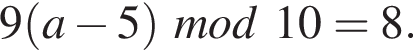 9(a − 5) mod 10 = 8.